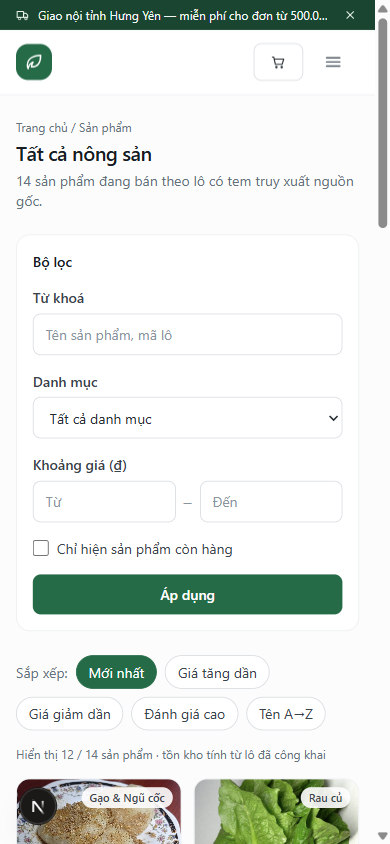 Giao nội tỉnh Hưng Yên — miễn phí cho đơn từ 500.0...
Trang chủ / Sản phẩm
Tất cả nông sản
14 sản phẩm đang bán theo lô có tem truy xuất nguồn
gốc.
Bộ lọc
Từ khoá
Tên sản phẩm, mã lô
Danh mục
Tất cả danh mục
Khoảng giá (₫)
Từ – Đến
Chỉ hiện sản phẩm còn hàng
Áp dụng
Sắp xếp: Mới nhất Giá tăng dần
Giá giảm dần Đánh giá cao Tên A→Z
Hiển thị 12 / 14 sản phẩm · tồn kho tính từ lô đã công khai
N Gạo & Ngũ cốc Rau củ